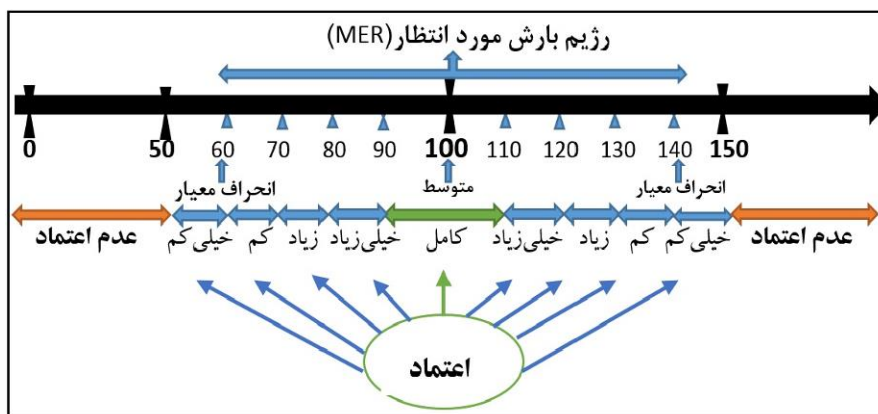 رژیم بارش مورد انتظار(MER)
0 50 60 70 80 90 100 110 120 130 140 150
انحراف معیار متوسط انحراف معیار
عدم اعتماد خیلی کم کم زیاد خیلی زیاد کامل خیلی زیاد زیاد کم خیلی کم عدم اعتماد
اعتماد